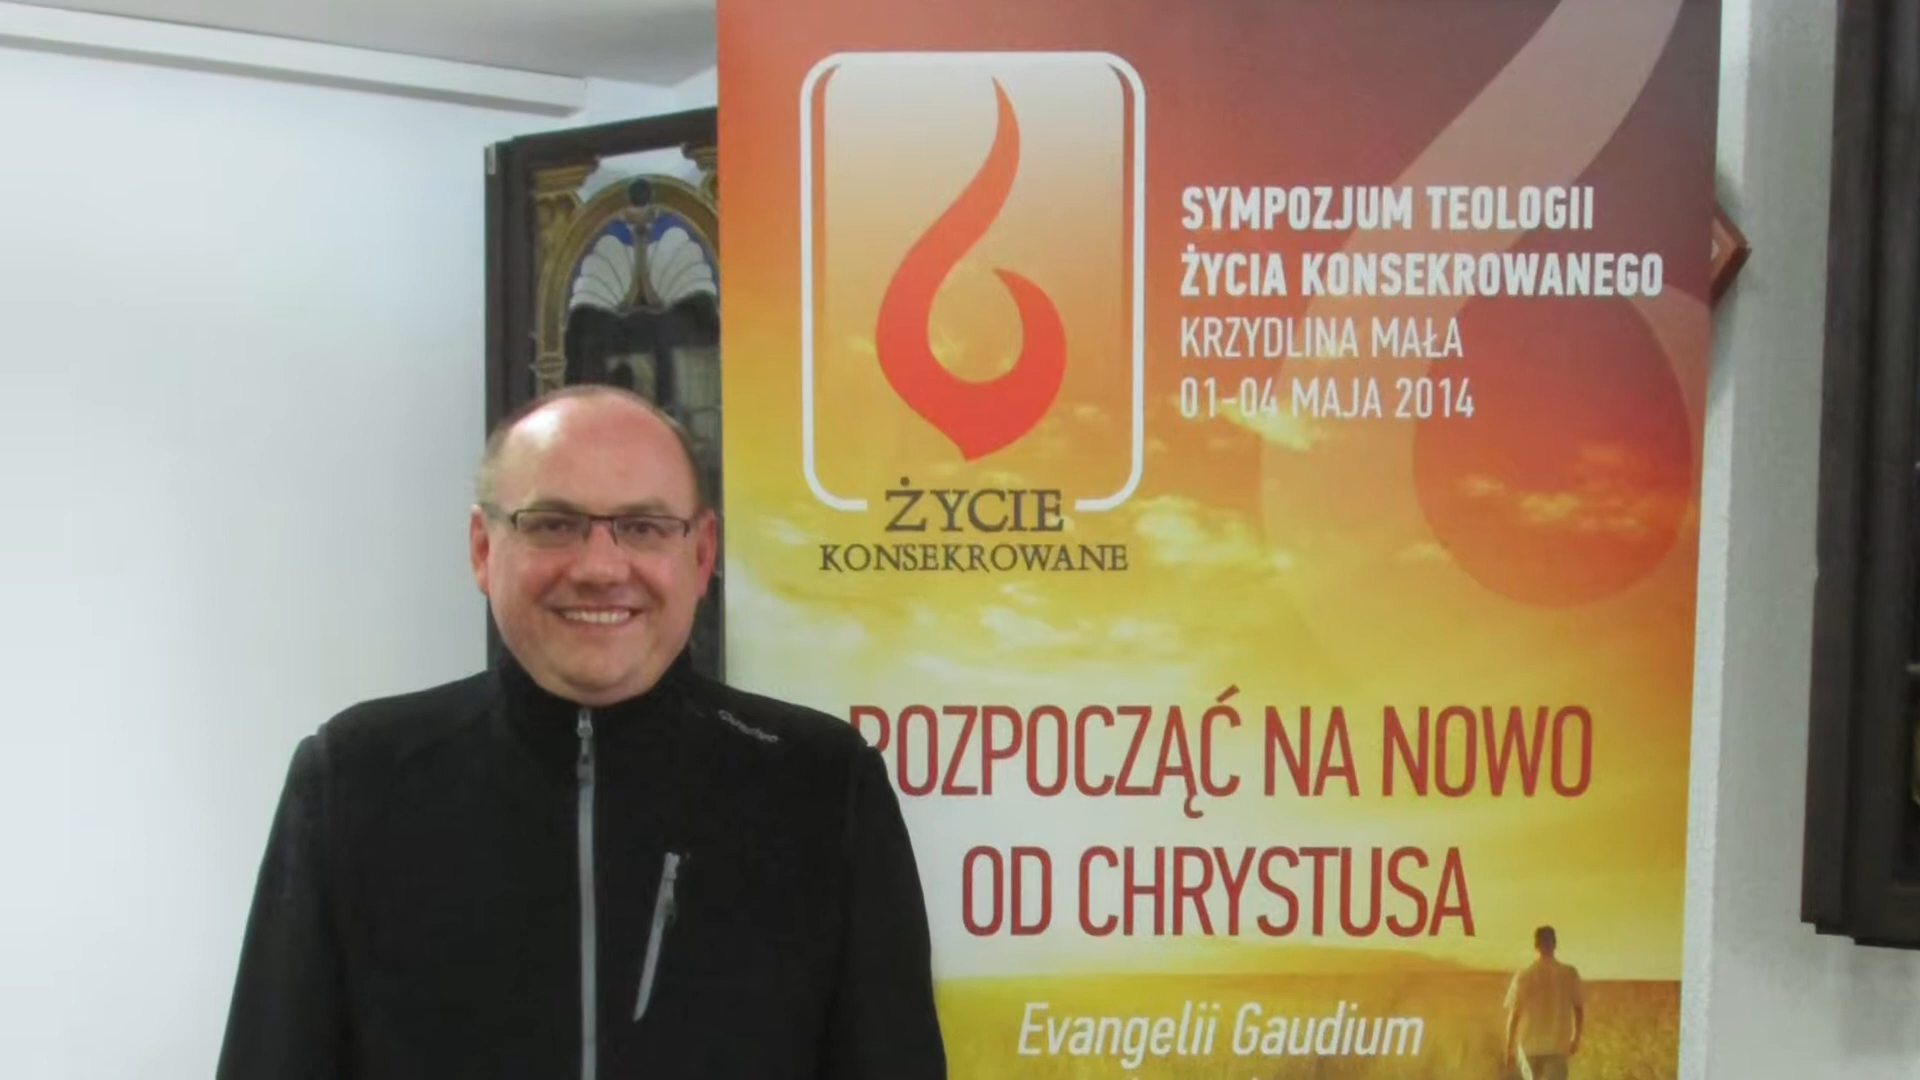 SYMPOZJUM TEOLOGII
ŻYCIA KONSEKROWANEGO
KRZYDLINA MAŁA
01-04 MAJA 2014
ŻYCIE
KONSEKROWANE
ROZPOCZĄĆ NA NOWO
OD CHRYSTUSA
Evangelii Gaudium